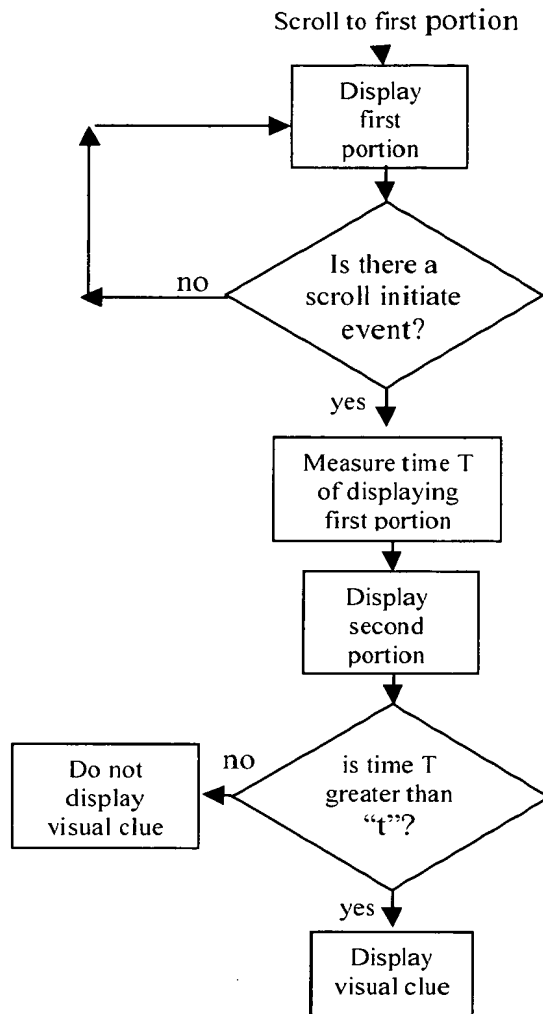 Scroll to first portion
Display
first
portion
Is there a
scroll initiate
event?
no
yes
Measure time T
of displaying
first portion
Display
second
portion
is time T
greater than
“t”?
no
Do not
display
visual clue
yes
Display
visual clue